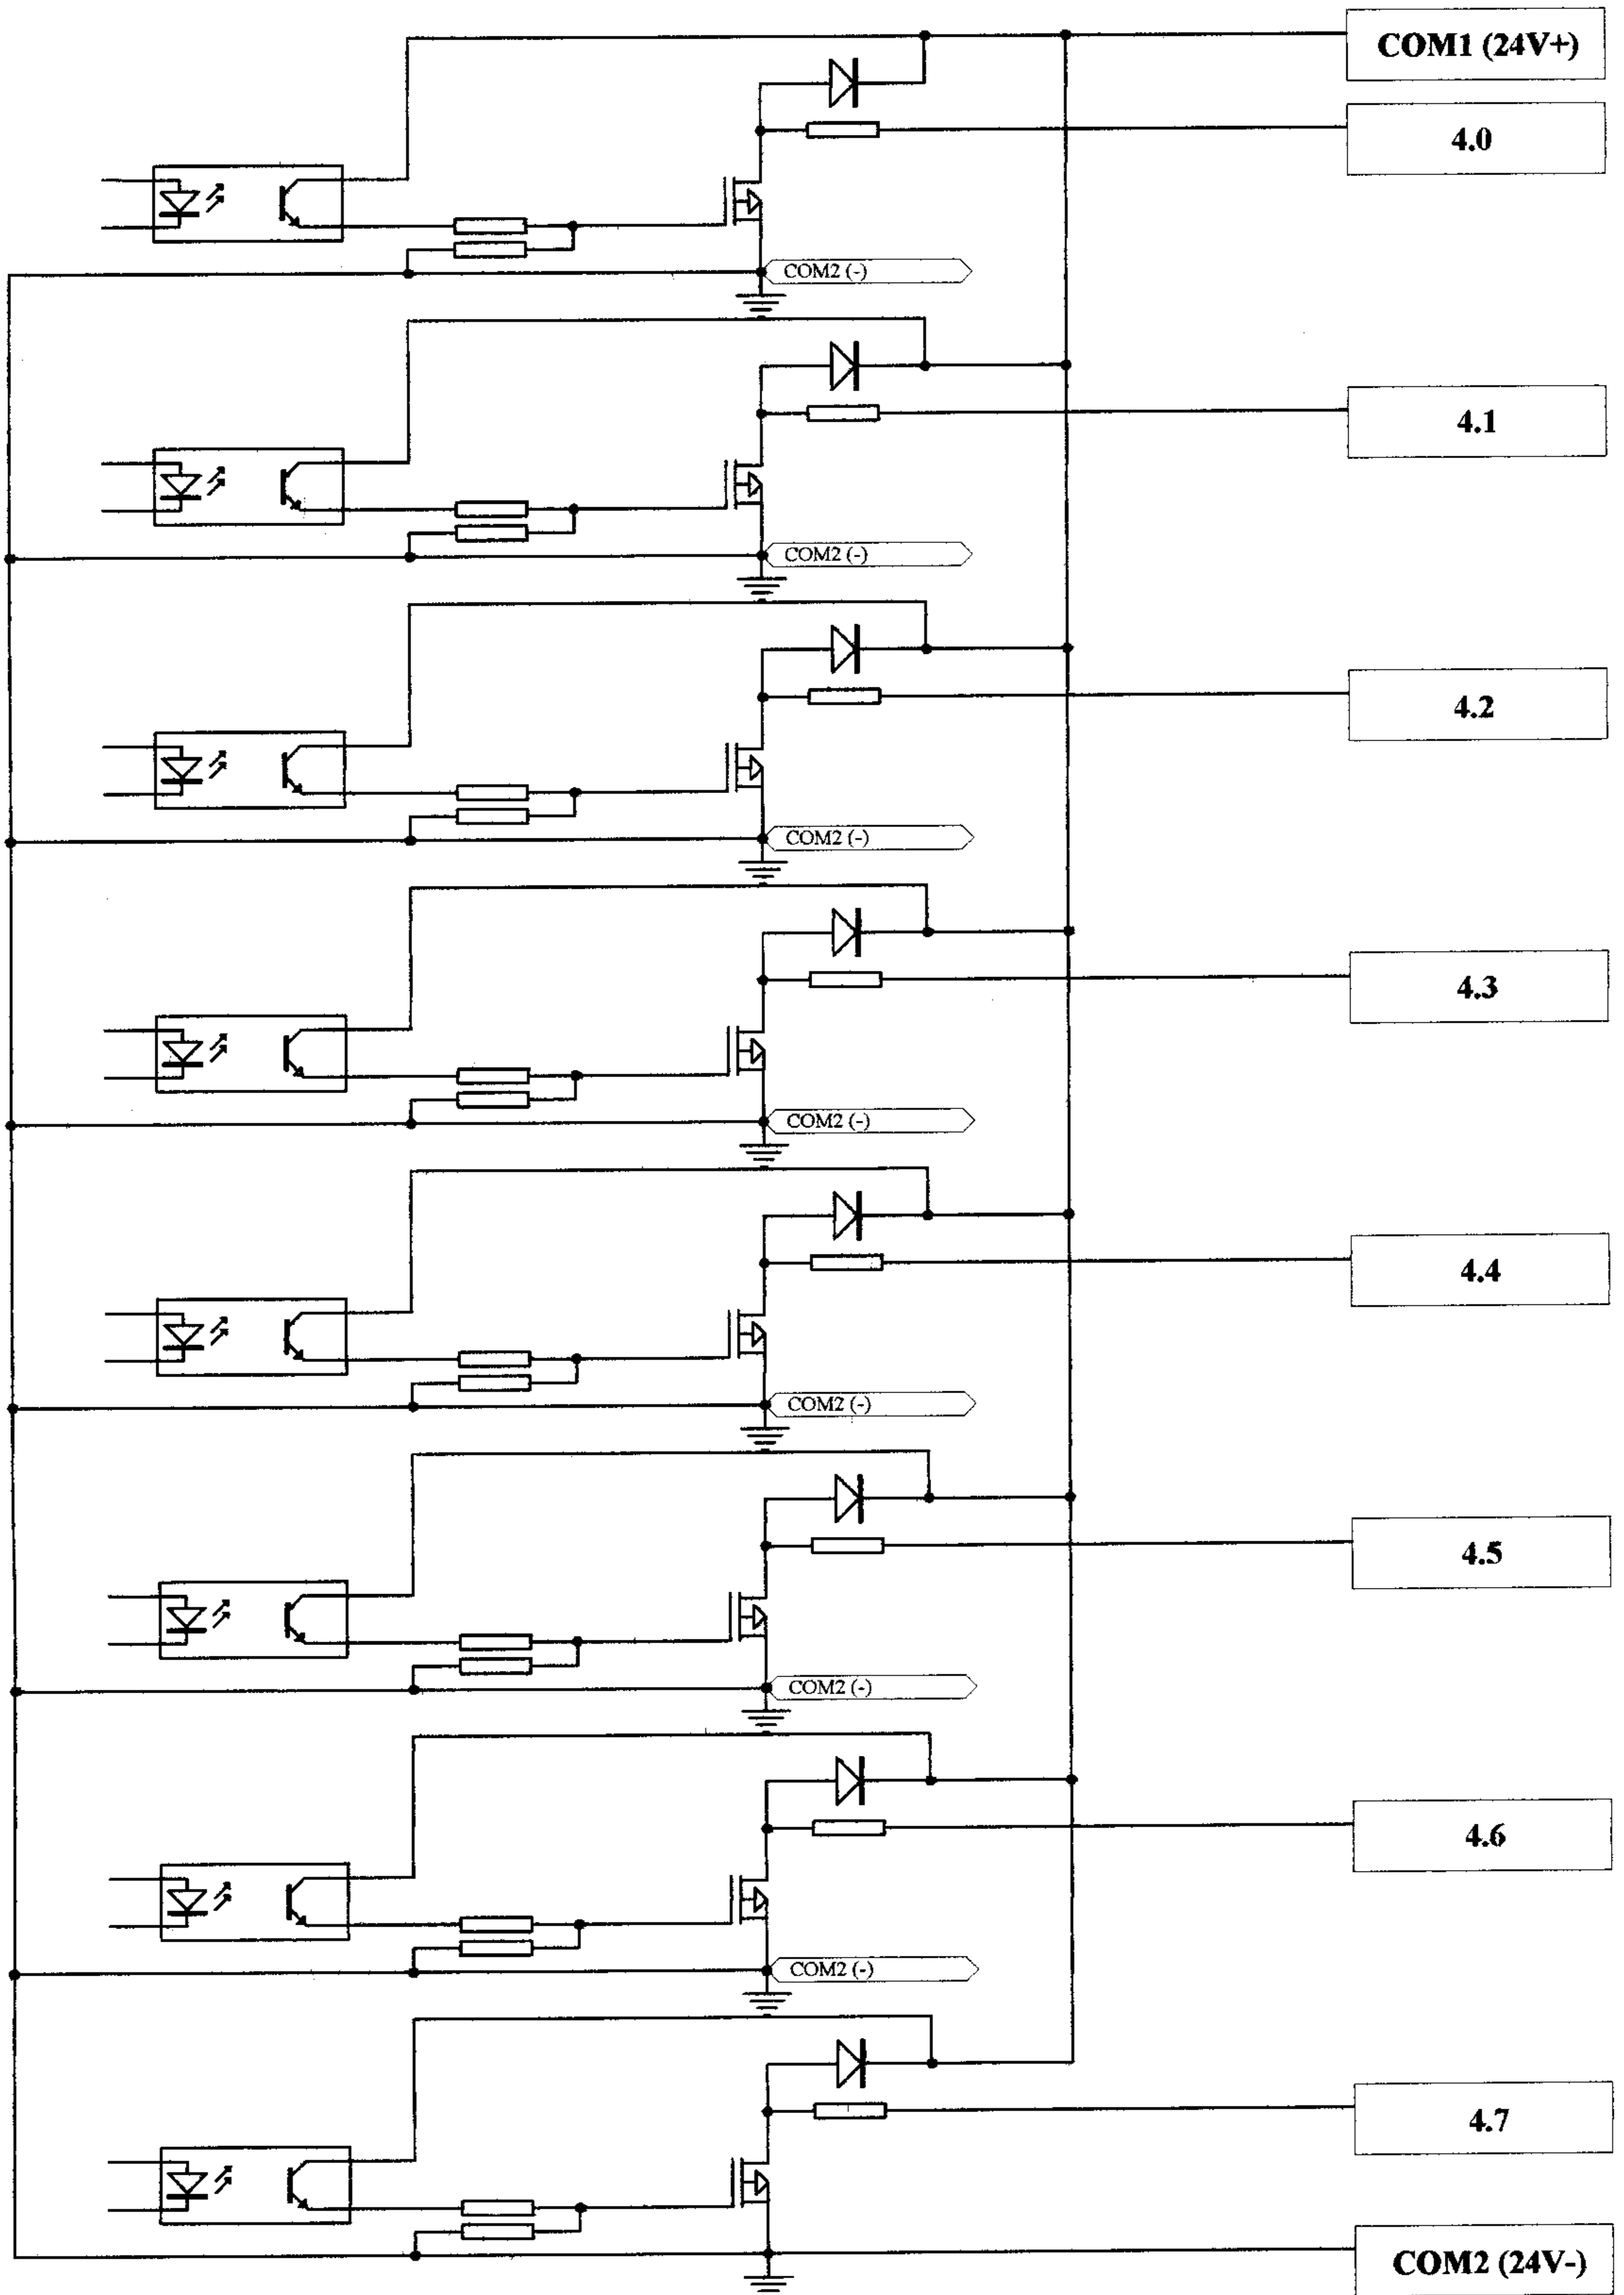 COM1 (24V+)
4.0
COM2 (-)
4.1
COM2 (-)
4.2
COM2 (-)
4.3
COM2 (-)
4.4
COM2 (-)
4.5
COM2 (-)
4.6
COM2 (-)
4.7
COM2 (24V-)